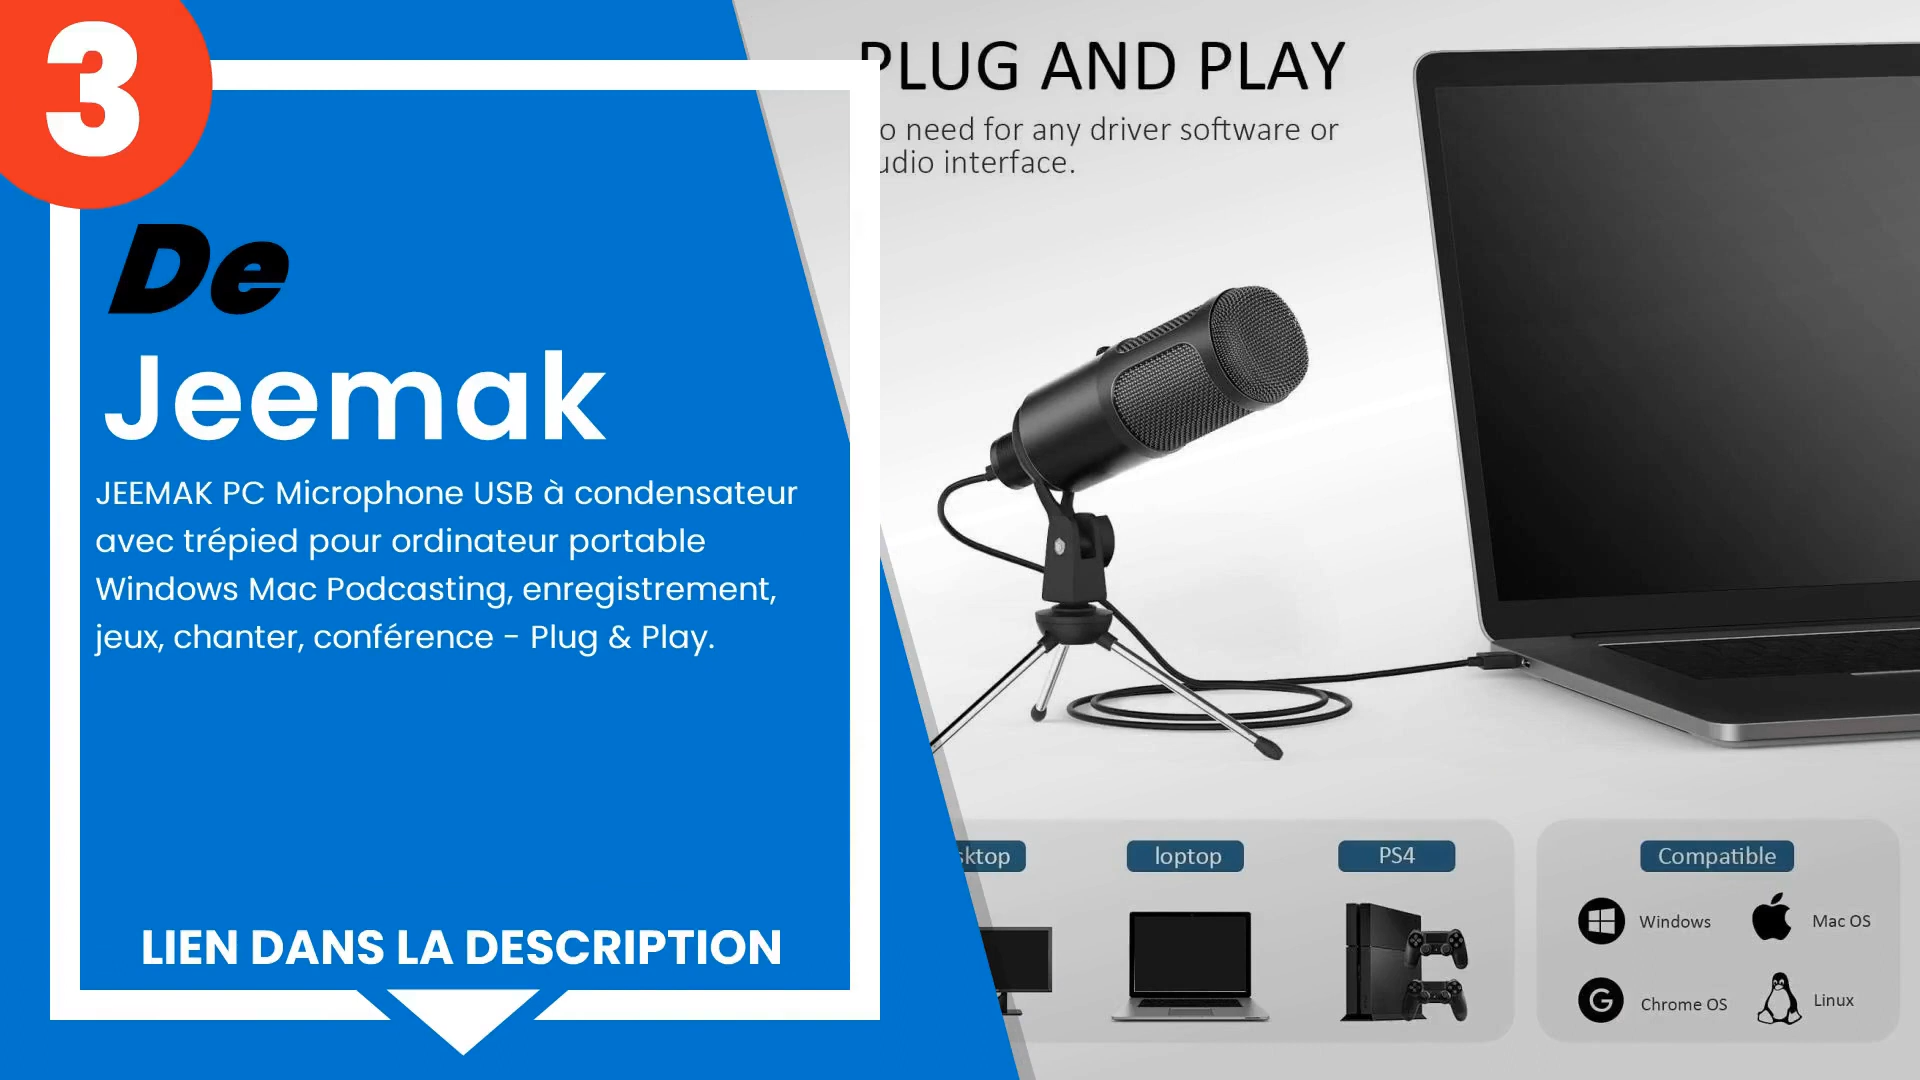 3
De
Jeemak
JEEMAK PC Microphone USB à condensateur
avec trépied pour ordinateur portable
Windows Mac Podcasting, enregistrement,
jeux, chanter, conférence - Plug & Play.
LIEN DANS LA DESCRIPTION
PLUG AND PLAY
o need for any driver software or
udio interface.
sktop
loptop
PS4
Compatible
Windows
Mac OS
G
Chrome OS
Linux